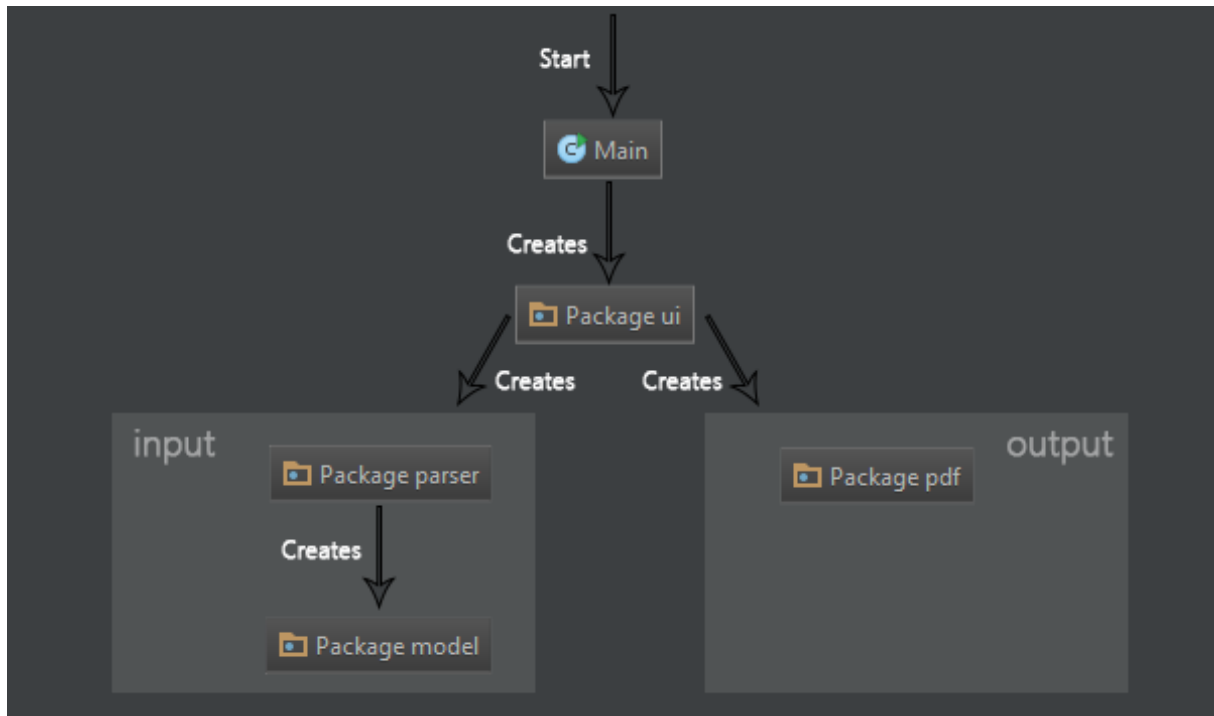 Start
Main
Creates
Package ui
Creates
Creates
input
output
Package parser
Package pdf
Creates
Package model